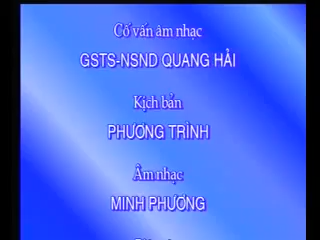 Cố vấn âm nhạc
GSTS-NSND QUANG HẢI
Kịch bản
PHƯƠNG TRÌNH
Âm nhạc
MINH PHƯƠNG